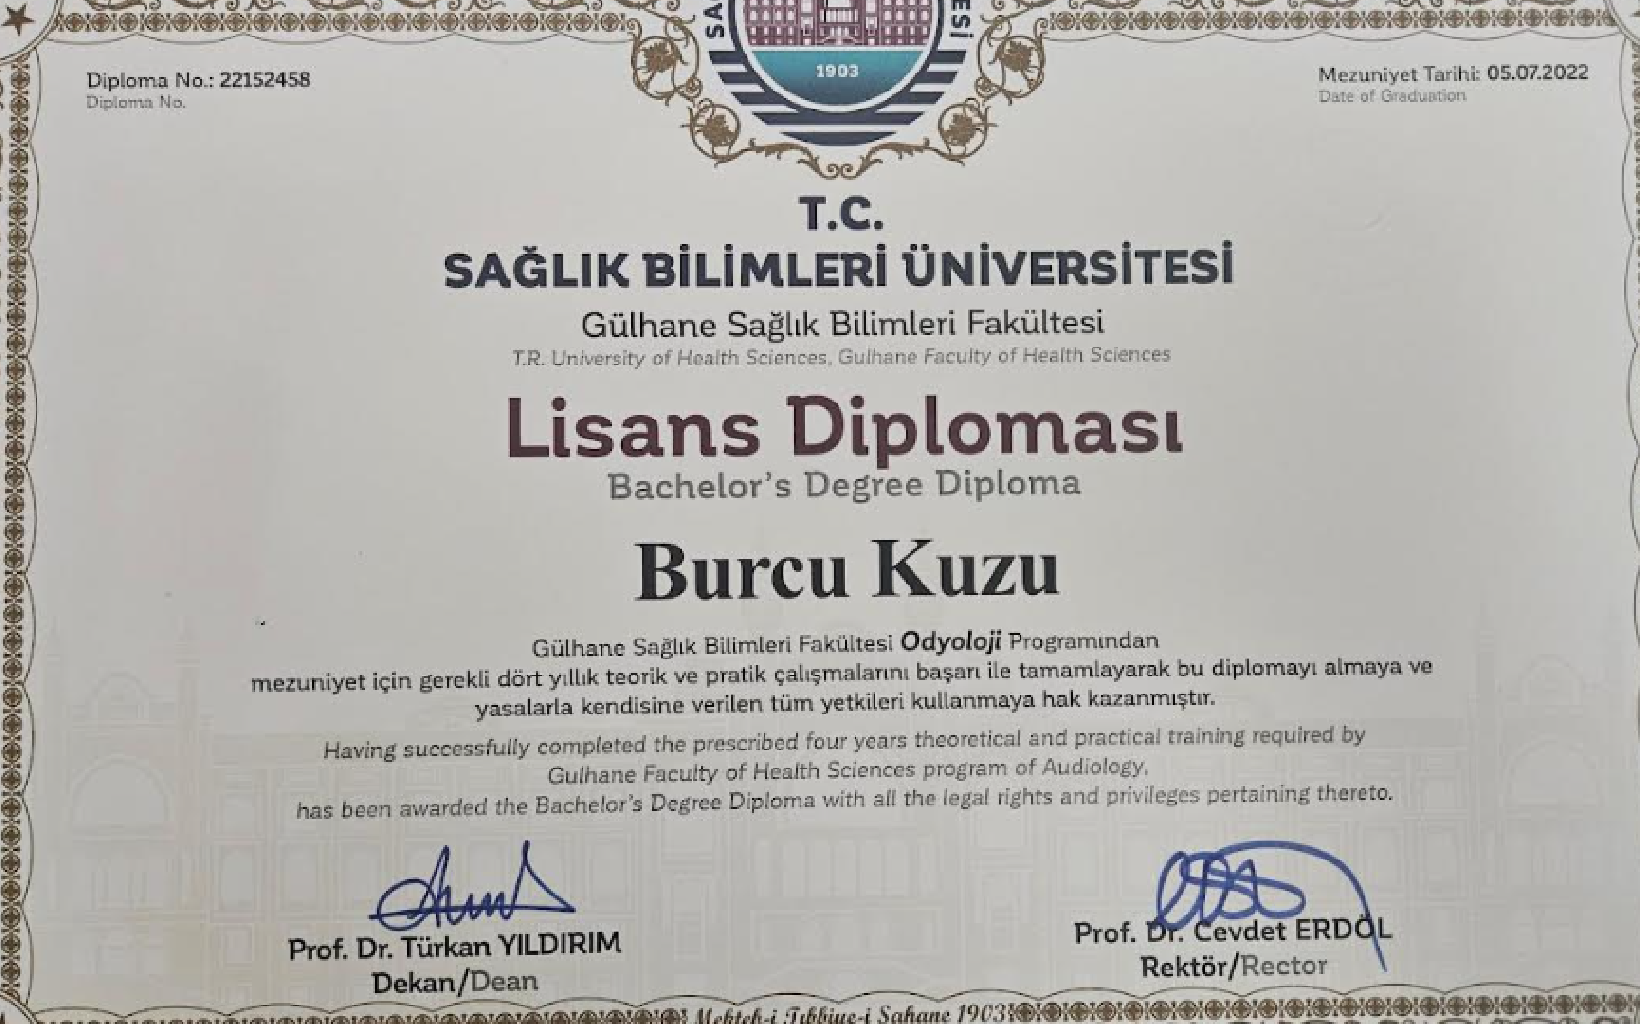 SA
ESİ
1903
Diploma No.: 22152458
Diploma No.
Mezuniyet Tarihi: 05.07.2022
Date of Graduation
T.C.
SAĞLIK BİLİMLERİ ÜNİVERSİTESİ
Gülhane Sağlık Bilimleri Fakültesi
T.R. University of Health Sciences, Gulhane Faculty of Health Sciences
Lisans Diploması
Bachelor's Degree Diploma
Burcu Kuzu
Gülhane Sağlık Bilimleri Fakültesi Odyoloji Programından
mezuniyet için gerekli dört yıllık teorik ve pratik çalışmalarını başarı ile tamamlayarak bu diplomayı almaya ve
yasalarla kendisine verilen tüm yetkileri kullanmaya hak kazanmıştır.
Having successfully completed the prescribed four years theoretical and practical training required by
Gulhane Faculty of Health Sciences program of Audiology,
has been awarded the Bachelor's Degree Diploma with all the legal rights and privileges pertaining thereto.
Prof. Dr. Türkan YILDIRIM
Dekan/Dean
Prof. Dr. Cevdet ERDÖL
Rektör/Rector
Mekteb-i Tıbbiye-i Şahane 1903